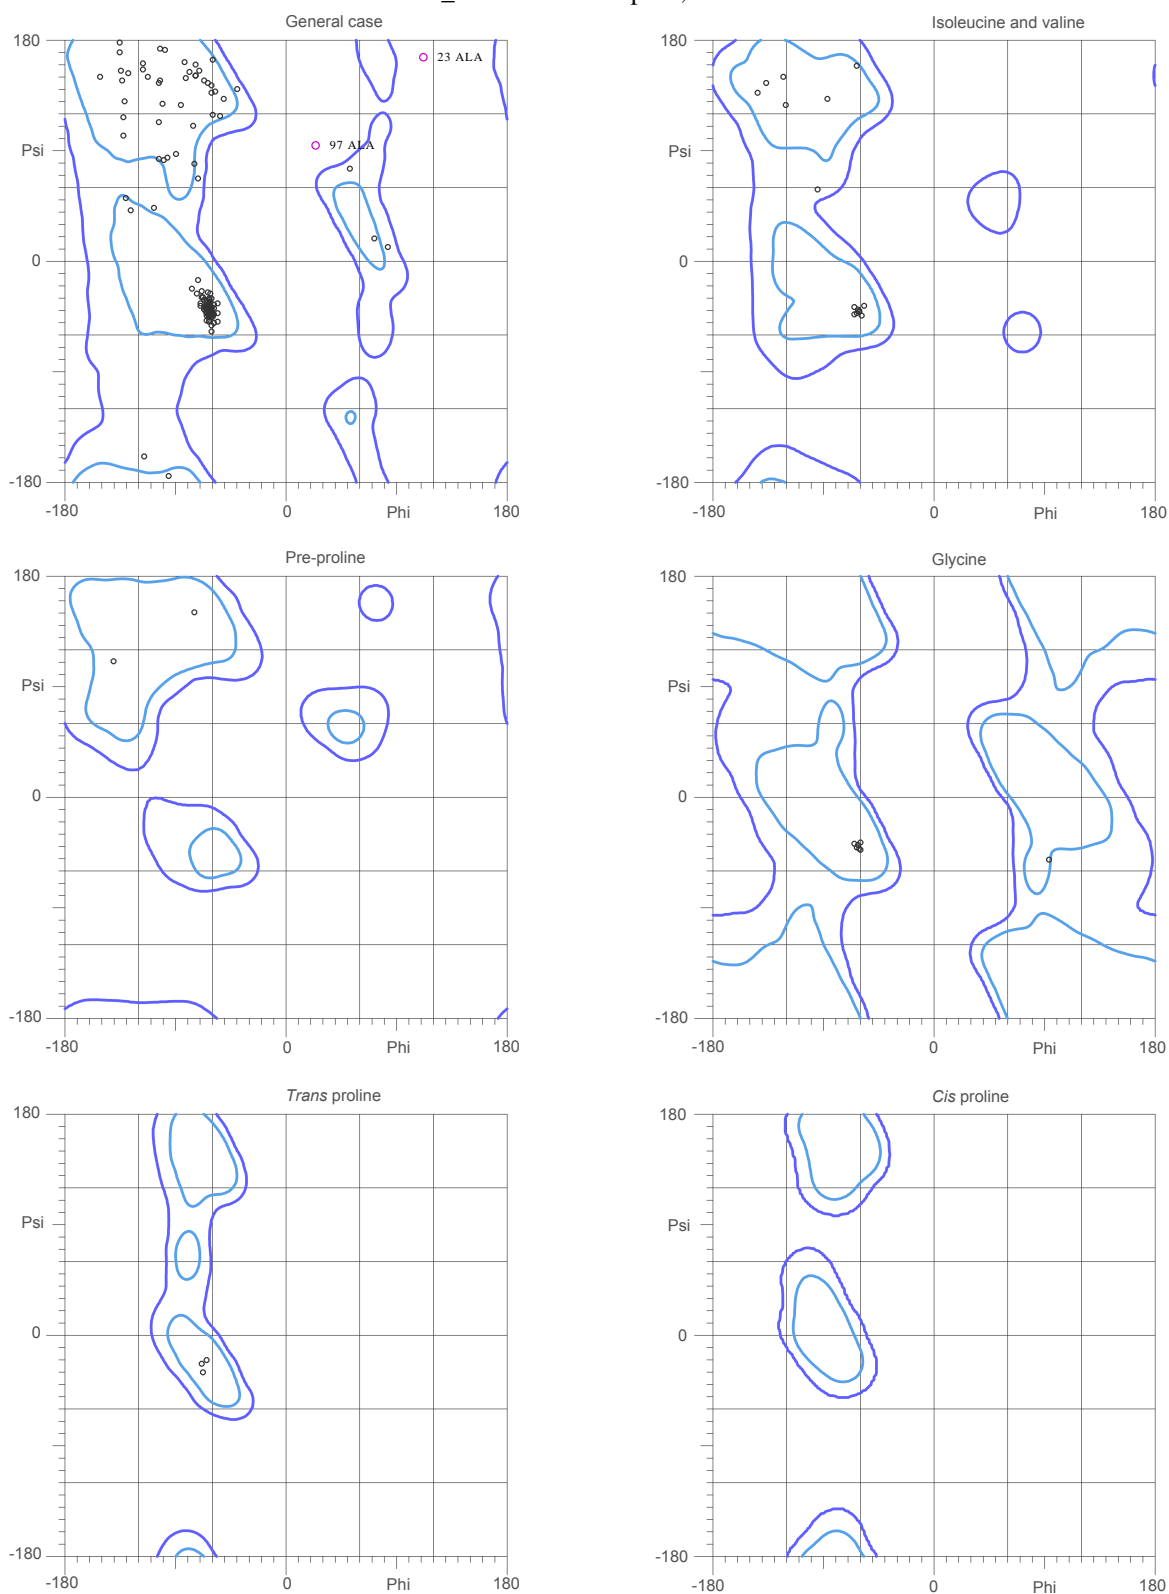 General case
180
23 ALA
97 ALA
Psi
0
-180
-180
0
Phi
180
Isoleucine and valine
180
Psi
0
-180
-180
0
Phi
180
Pre-proline
180
Psi
0
-180
-180
0
Phi
180
Glycine
180
Psi
0
-180
-180
0
Phi
180
Trans proline
180
Psi
0
-180
-180
0
Phi
180
Cis proline
180
Psi
0
-180
-180
0
Phi
180